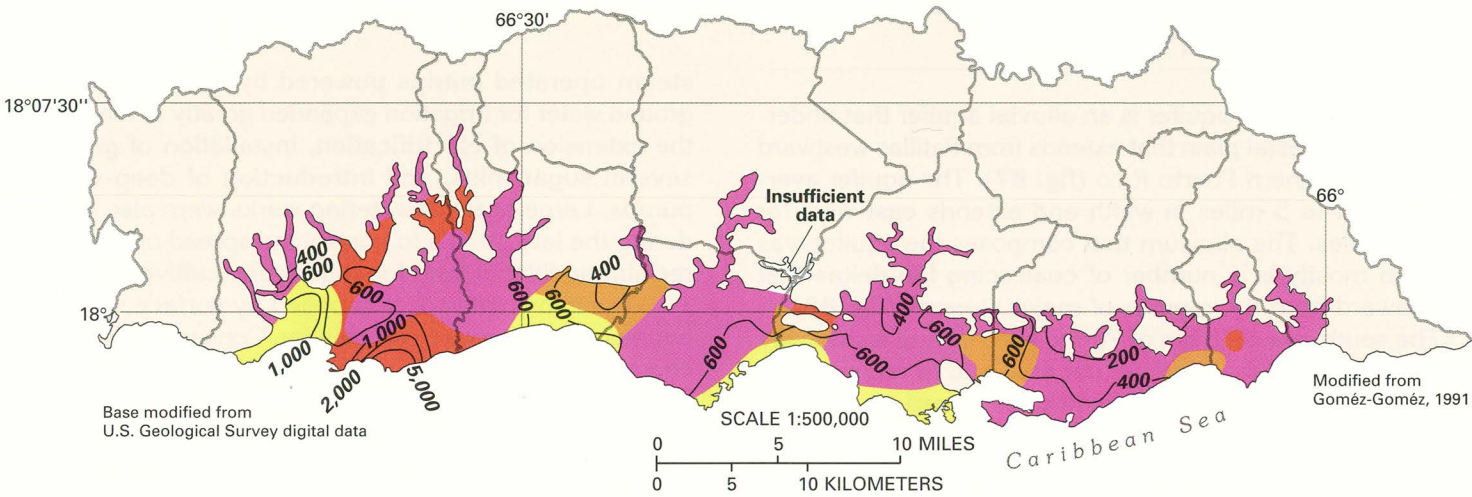 66°30'
18°07'30"
66°
18°
Insufficient
data
400
600
600
1,000
1,000
2,000
5,000
600
600
400
600
600
400
600
600
200
400
Base modified from
U.S. Geological Survey digital data
SCALE 1:500,000
0 5 10 MILES
0 5 10 KILOMETERS
Caribbean Sea
Modified from
Goméz-Goméz, 1991